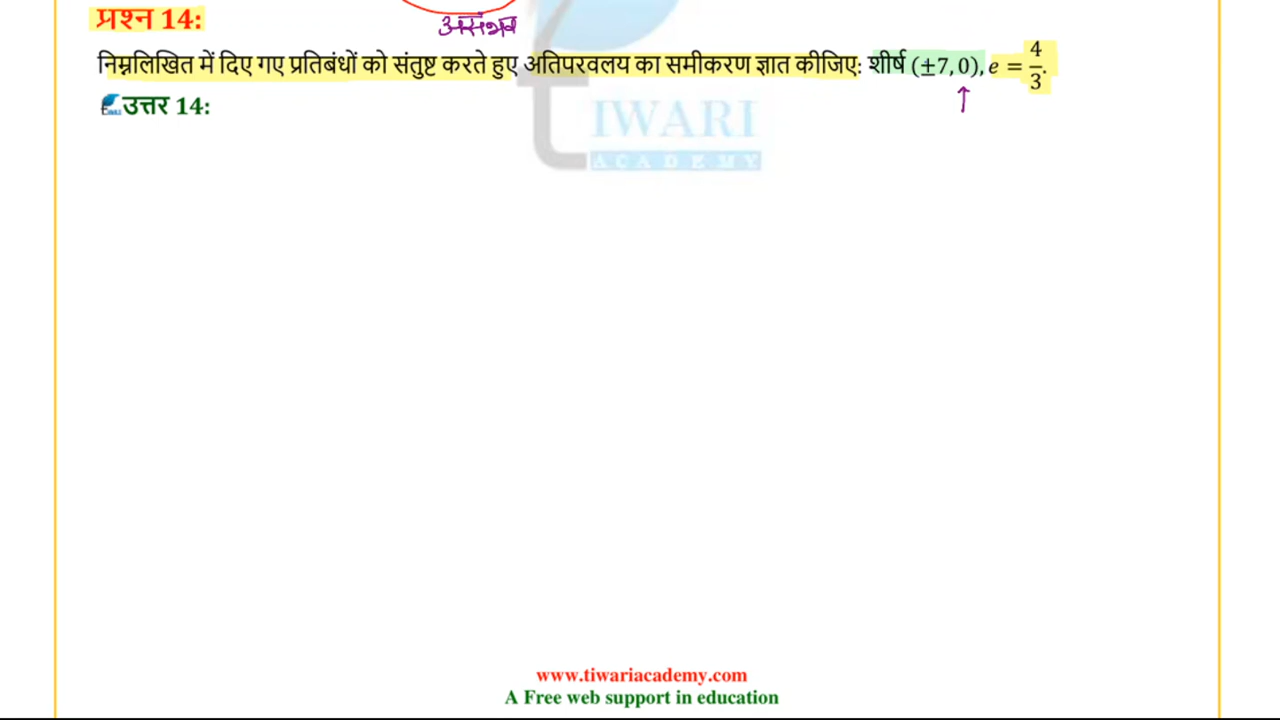 असंभव
प्रश्न 14:
निम्नलिखित में दिए गए प्रतिबंधों को संतुष्ट करते हुए अतिपरवलय का समीकरण ज्ञात कीजिए: शीर्ष (±7, 0), e = 4/3.
उत्तर 14:
IWARI
ACADEMY
www.tiwariacademy.com
A Free web support in education